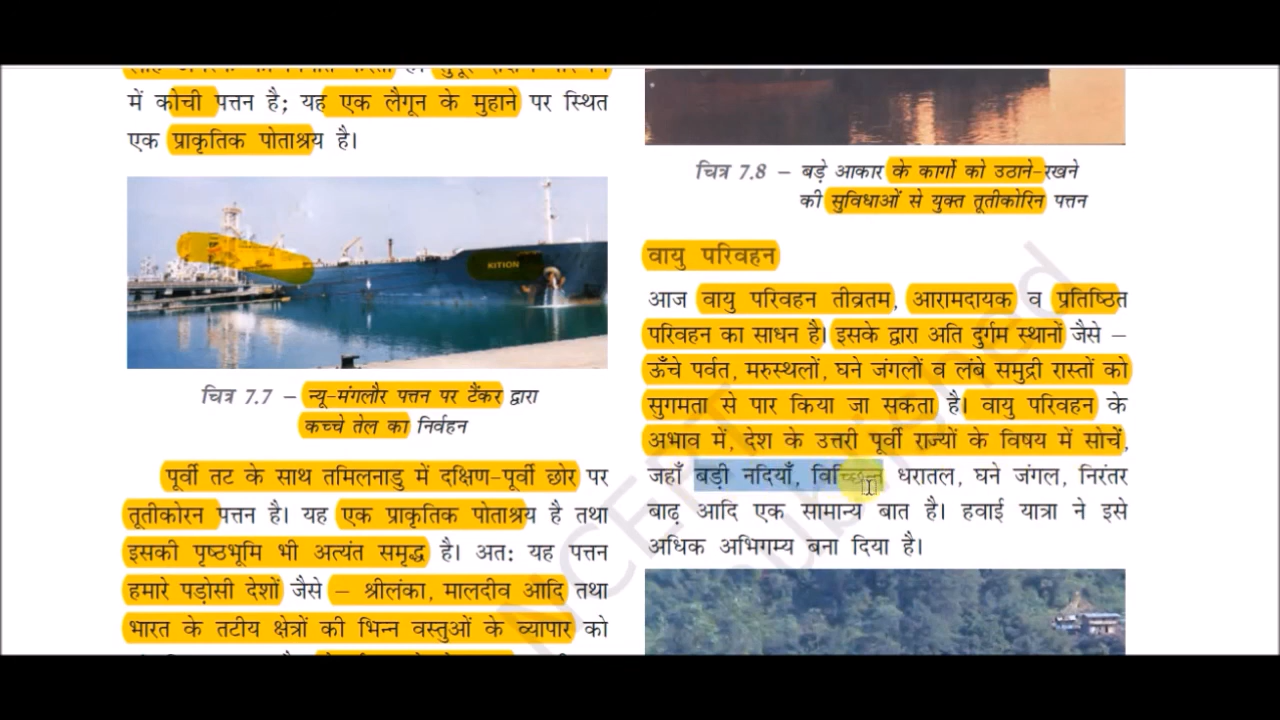 में कोची पत्तन है; यह एक लैगून के मुहाने पर स्थित
एक प्राकृतिक पोताश्रय है।
KITION
चित्र 7.7 – न्यू-मंगलौर पत्तन पर टैंकर द्वारा
कच्चे तेल का निर्वहन
पूर्वी तट के साथ तमिलनाडु में दक्षिण-पूर्वी छोर पर
तूतीकोरन पत्तन है। यह एक प्राकृतिक पोताश्रय है तथा
इसकी पृष्ठभूमि भी अत्यंत समृद्ध है। अत: यह पत्तन
हमारे पड़ोसी देशों जैसे – श्रीलंका, मालदीव आदि तथा
भारत के तटीय क्षेत्रों की भिन्न वस्तुओं के व्यापार को
चित्र 7.8 – बड़े आकार के कार्गो को उठाने-रखने
की सुविधाओं से युक्त तूतीकोरिन पत्तन
वायु परिवहन
आज वायु परिवहन तीव्रतम, आरामदायक व प्रतिष्ठित
परिवहन का साधन है। इसके द्वारा अति दुर्गम स्थानों जैसे –
ऊँचे पर्वत, मरुस्थलों, घने जंगलों व लंबे समुद्री रास्तों को
सुगमता से पार किया जा सकता है। वायु परिवहन के
अभाव में, देश के उत्तरी पूर्वी राज्यों के विषय में सोचें,
जहाँ बड़ी नदियाँ, विच्छिन्न धरातल, घने जंगल, निरंतर
बाढ़ आदि एक सामान्य बात है। हवाई यात्रा ने इसे
अधिक अभिगम्य बना दिया है।